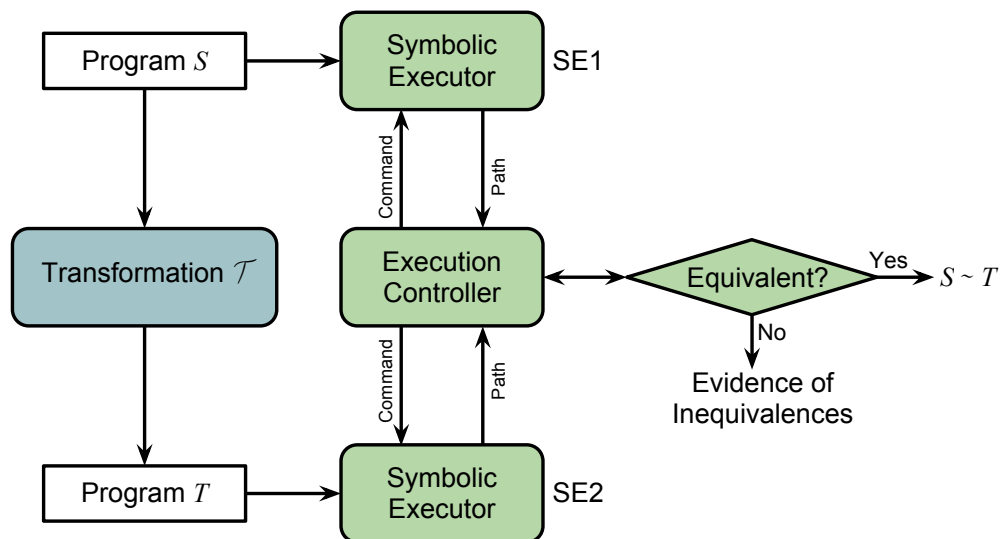 Program S
Symbolic
Executor
SE1
Command
Path
Transformation 𝒯
Execution
Controller
Equivalent?
Yes
S ~ T
No
Evidence of
Inequivalences
Command
Path
Program T
Symbolic
Executor
SE2